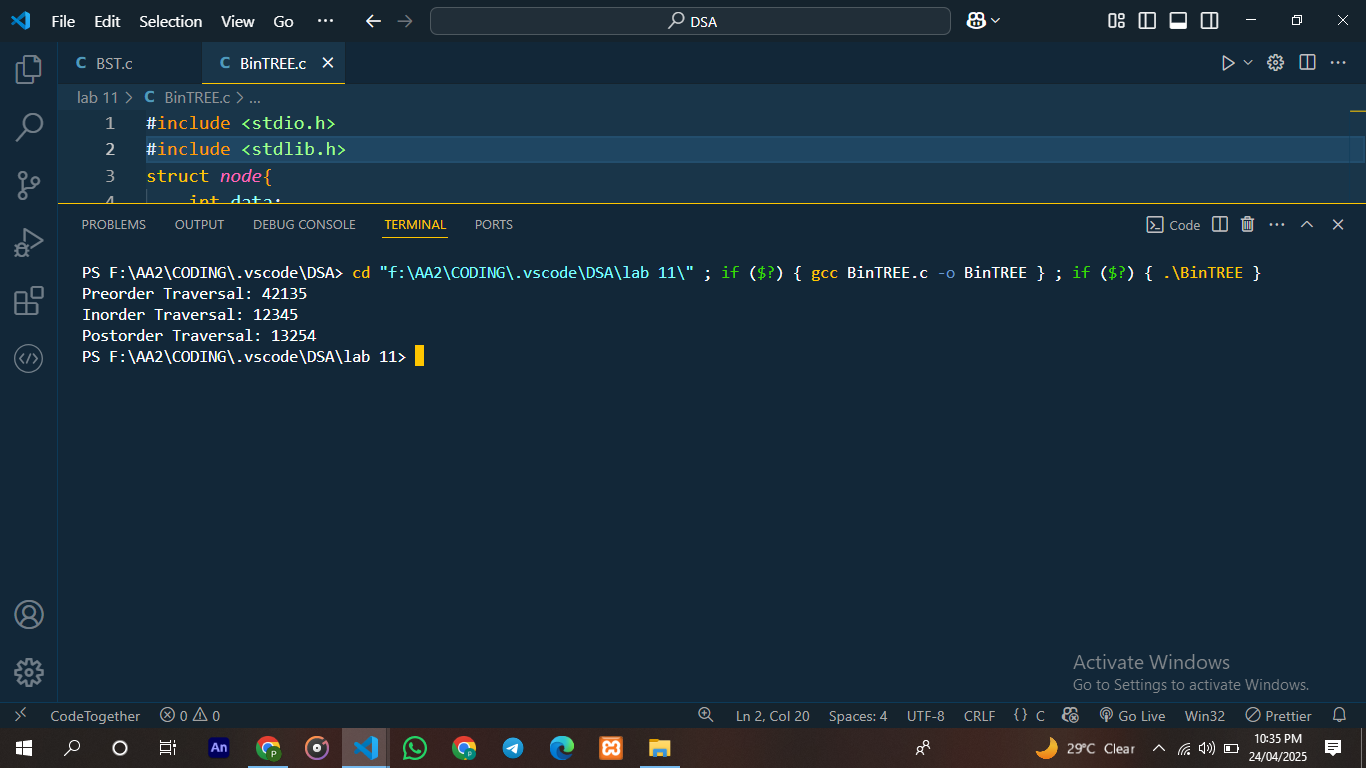 File Edit Selection View Go ··· DSA
C BST.c C BinTREE.c
lab 11 > C BinTREE.c > ...
1 #include <stdio.h>
2 #include <stdlib.h>
3 struct node{
4 int data;
PROBLEMS OUTPUT DEBUG CONSOLE TERMINAL PORTS Code
PS F:\AA2\CODING\.vscode\DSA> cd "f:\AA2\CODING\.vscode\DSA\lab 11\" ; if ($?) { gcc BinTREE.c -o BinTREE } ; if ($?) { .\BinTREE }
Preorder Traversal: 42135
Inorder Traversal: 12345
Postorder Traversal: 13254
PS F:\AA2\CODING\.vscode\DSA\lab 11>
Activate Windows
Go to Settings to activate Windows.
CodeTogether 0 0 Ln 2, Col 20 Spaces: 4 UTF-8 CRLF {} C Go Live Win32 Prettier
An P P 29°C Clear 10:35 PM
24/04/2025